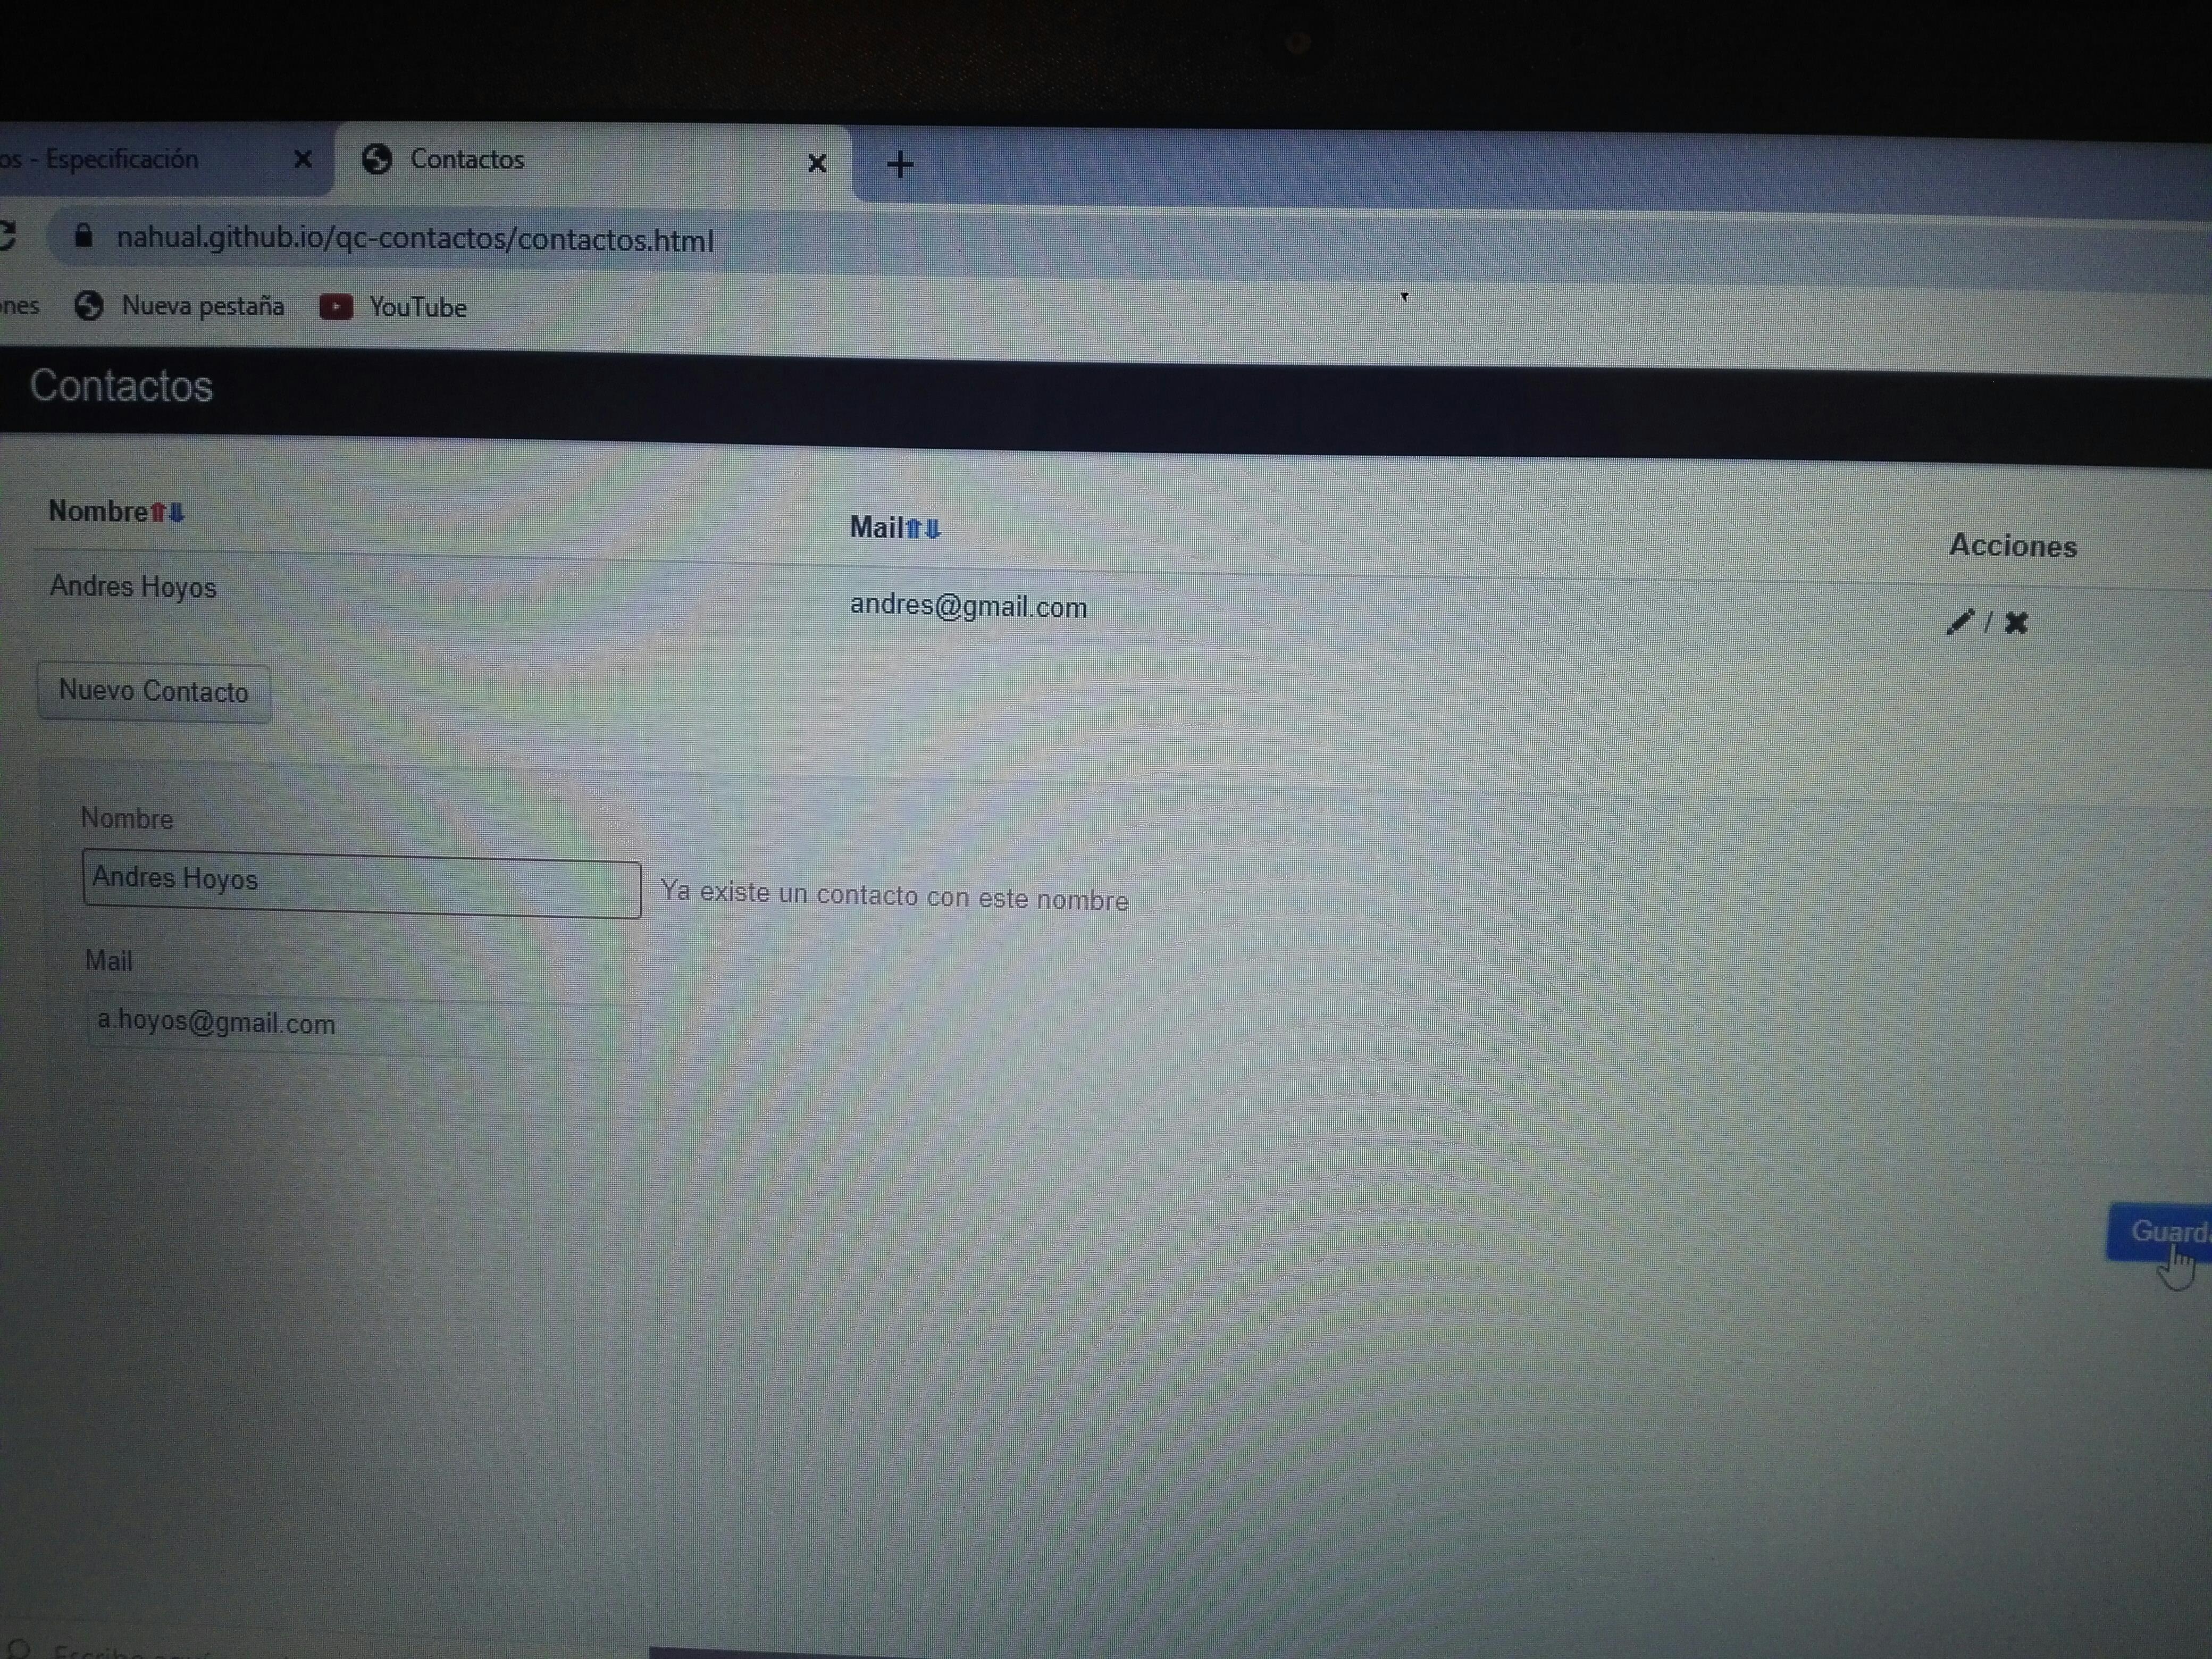 os - Especificación
Contactos
nahual.github.io/qc-contactos/contactos.html
nes
Nueva pestaña
YouTube
Contactos
Nombre
Mail
Acciones
Andres Hoyos
andres@gmail.com
/
Nuevo Contacto
Nombre
Andres Hoyos
Ya existe un contacto con este nombre
Mail
a.hoyos@gmail.com
Guard